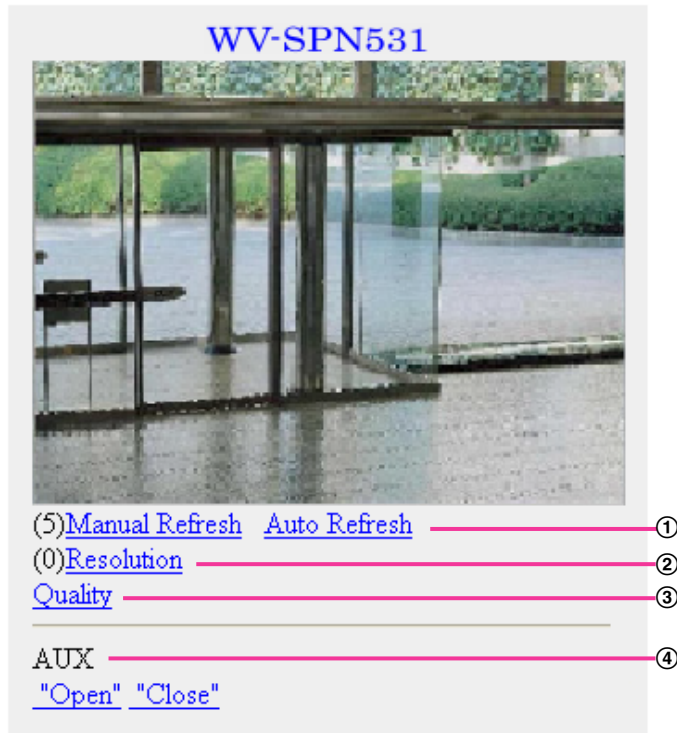 WV-SPN531
(5)Manual Refresh Auto Refresh ①
(0)Resolution ②
Quality ③
AUX ④
"Open" "Close"